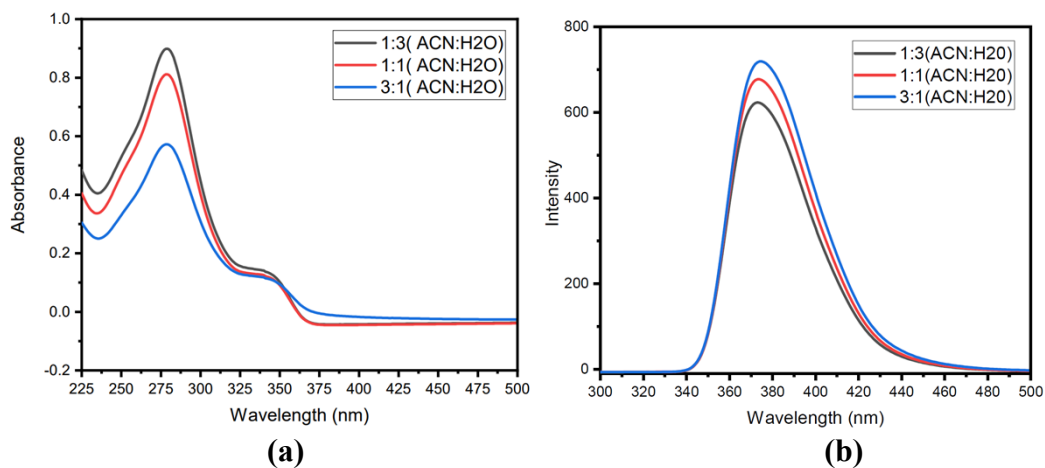 1.0
0.8
0.6
0.4
0.2
0.0
-0.2
Absorbance
1:3( ACN:H2O)
1:1( ACN:H2O)
3:1( ACN:H2O)
225 250 275 300 325 350 375 400 425 450 475 500
Wavelength (nm)
(a)
800
600
400
200
0
Intensity
1:3(ACN:H20)
1:1(ACN:H20)
3:1(ACN:H20)
300 320 340 360 380 400 420 440 460 480 500
Wavelength (nm)
(b)